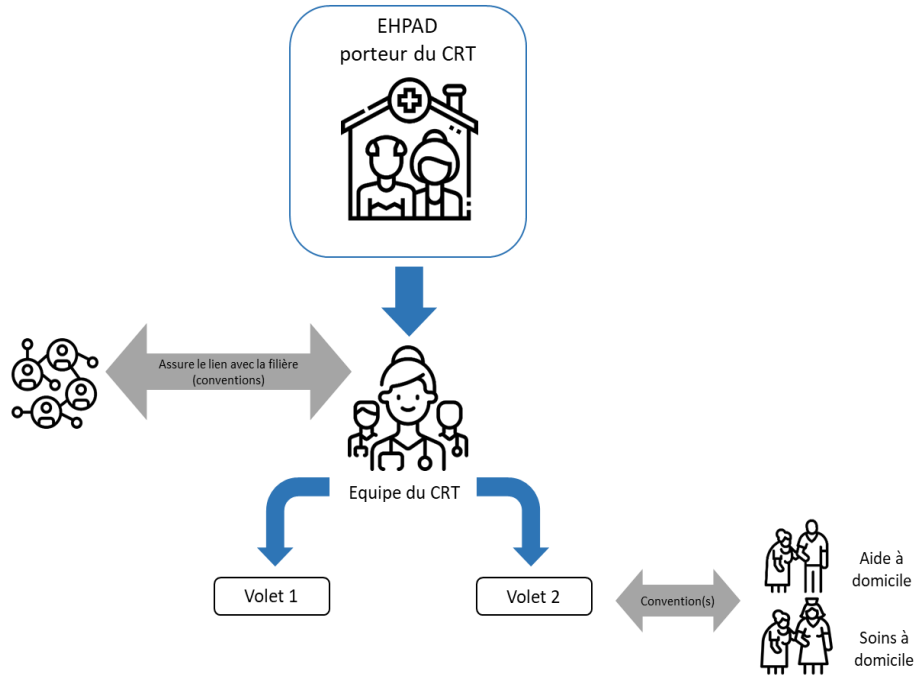 EHPAD
porteur du CRT
Assure le lien avec la filière
(conventions)
Equipe du CRT
Volet 1
Volet 2
Convention(s)
Aide à
domicile
Soins à
domicile